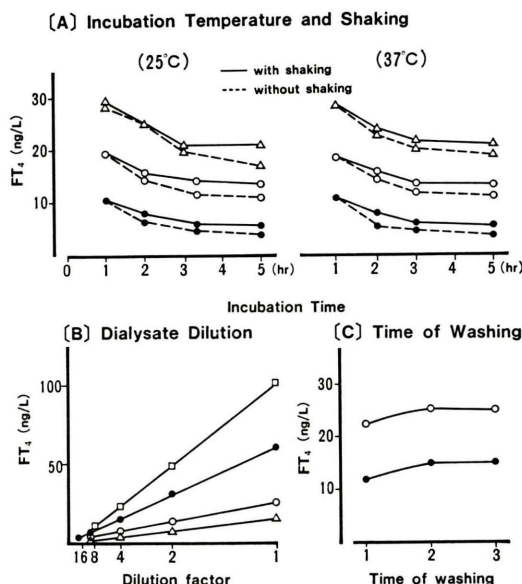 [A] Incubation Temperature and Shaking
(25°C)
with shaking
without shaking
(37°C)
FT4 (ng/L)
30
20
10
0 1 2 3 4 5 (hr)
1 2 3 4 5 (hr)
Incubation Time
[B] Dialysate Dilution
FT4 (ng/L)
100
50
16 8 4 2 1
Dilution factor
[C] Time of Washing
FT4 (ng/L)
30
20
10
1 2 3
Time of washing